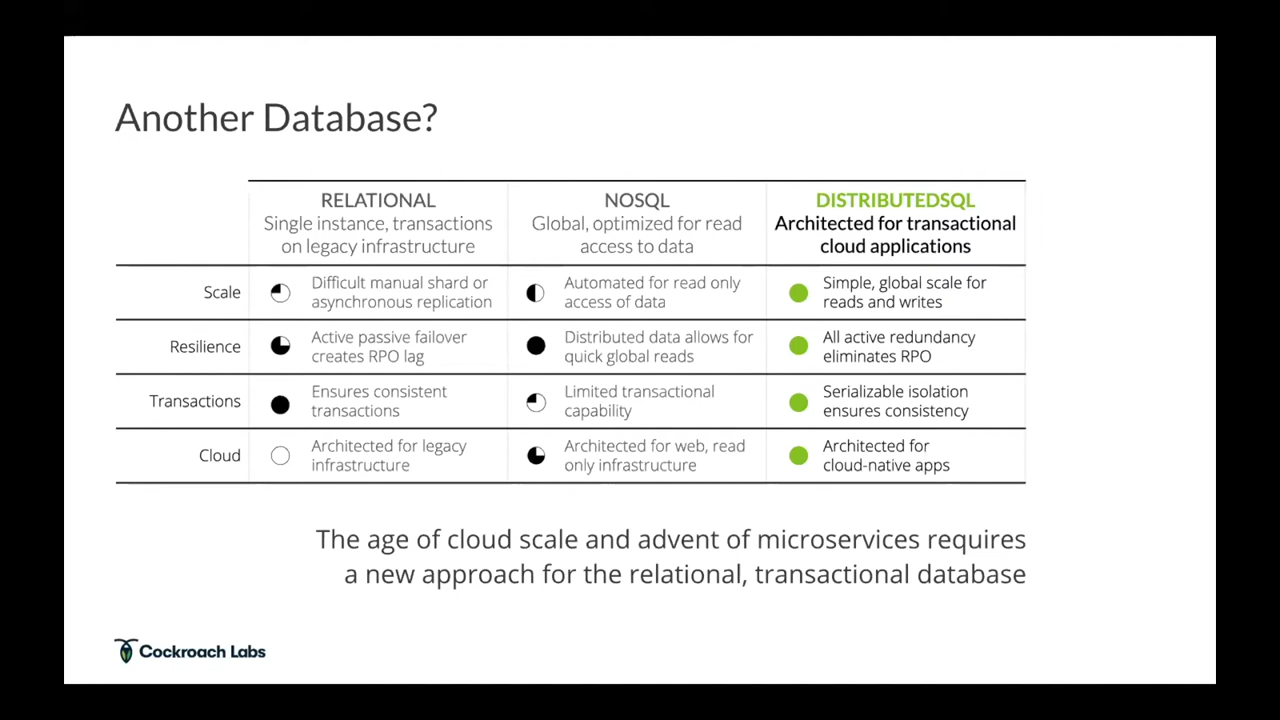 Another Database?
RELATIONAL
Single instance, transactions
on legacy infrastructure
NOSQL
Global, optimized for read
access to data
DISTRIBUTEDSQL
Architected for transactional
cloud applications
Scale
Difficult manual shard or
asynchronous replication
Automated for read only
access of data
Simple, global scale for
reads and writes
Resilience
Active passive failover
creates RPO lag
Distributed data allows for
quick global reads
All active redundancy
eliminates RPO
Transactions
Ensures consistent
transactions
Limited transactional
capability
Serializable isolation
ensures consistency
Cloud
Architected for legacy
infrastructure
Architected for web, read
only infrastructure
Architected for
cloud-native apps
The age of cloud scale and advent of microservices requires
a new approach for the relational, transactional database
Cockroach Labs